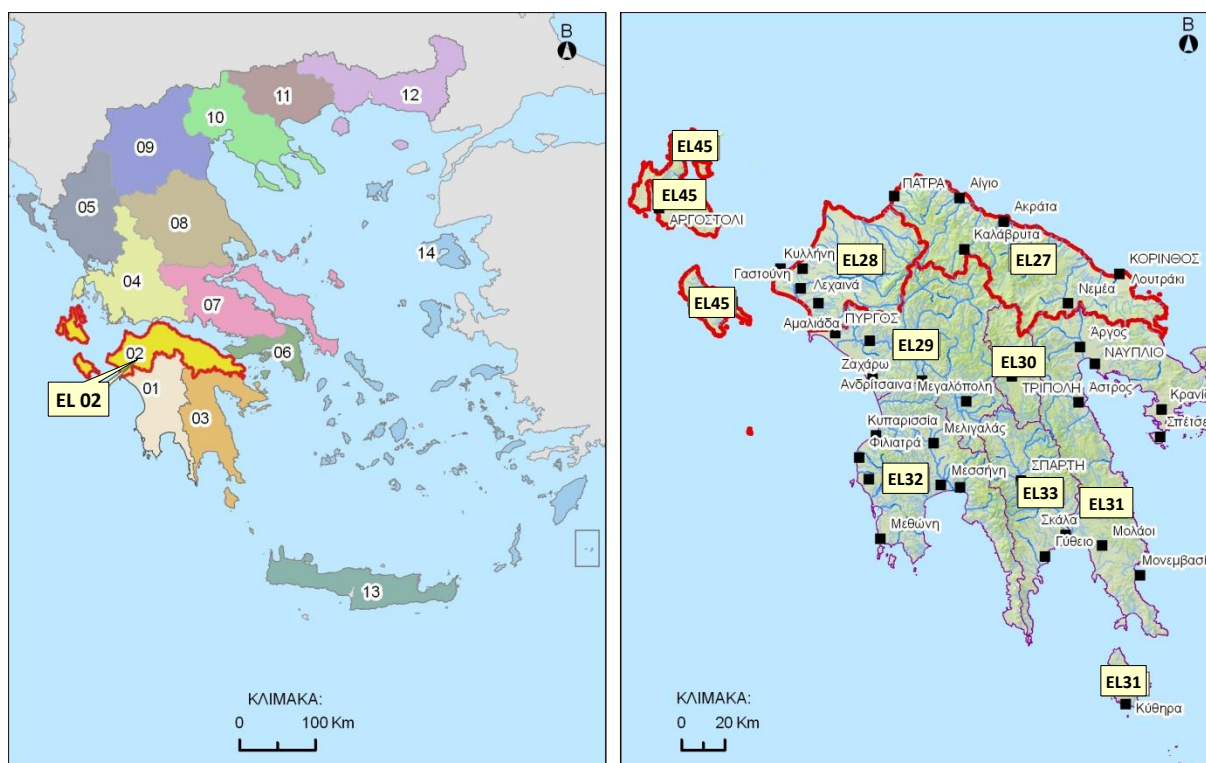 B
11
12
10
09
05
08
14
04
07
06
02
EL 02
01
03
13
ΚΛΙΜΑΚΑ:
0 100 Km
B
EL45
EL45
ΑΡΓΟΣΤΟΛΙ
ΠΑΤΡΑ
Αίγιο
Ακράτα
Καλάβρυτα
Κυλλήνη
EL28
EL27
ΚΟΡΙΝΘΟΣ
Γαστούνη
Λουτράκι
Λεχαινά
EL45
Νεμέα
Αμαλιάδα
ΠΥΡΓΟΣ
Άργος
EL29
ΝΑΥΠΛΙΟ
Ζαχάρω
EL30
Ανδρίτσαινα
Μεγαλόπολη
ΤΡΙΠΟΛΗ
Άστρος
Κρανίδ
Κυπαρισσία
Σπέτσε
Μελιγαλάς
Φιλιατρά
Μεσσήνη
ΣΠΑΡΤΗ
EL32
EL33
EL31
Σκάλα
Μεθώνη
Γύθειο
Μολάοι
Μονεμβασί
EL31
Κύθηρα
ΚΛΙΜΑΚΑ:
0 20 Km